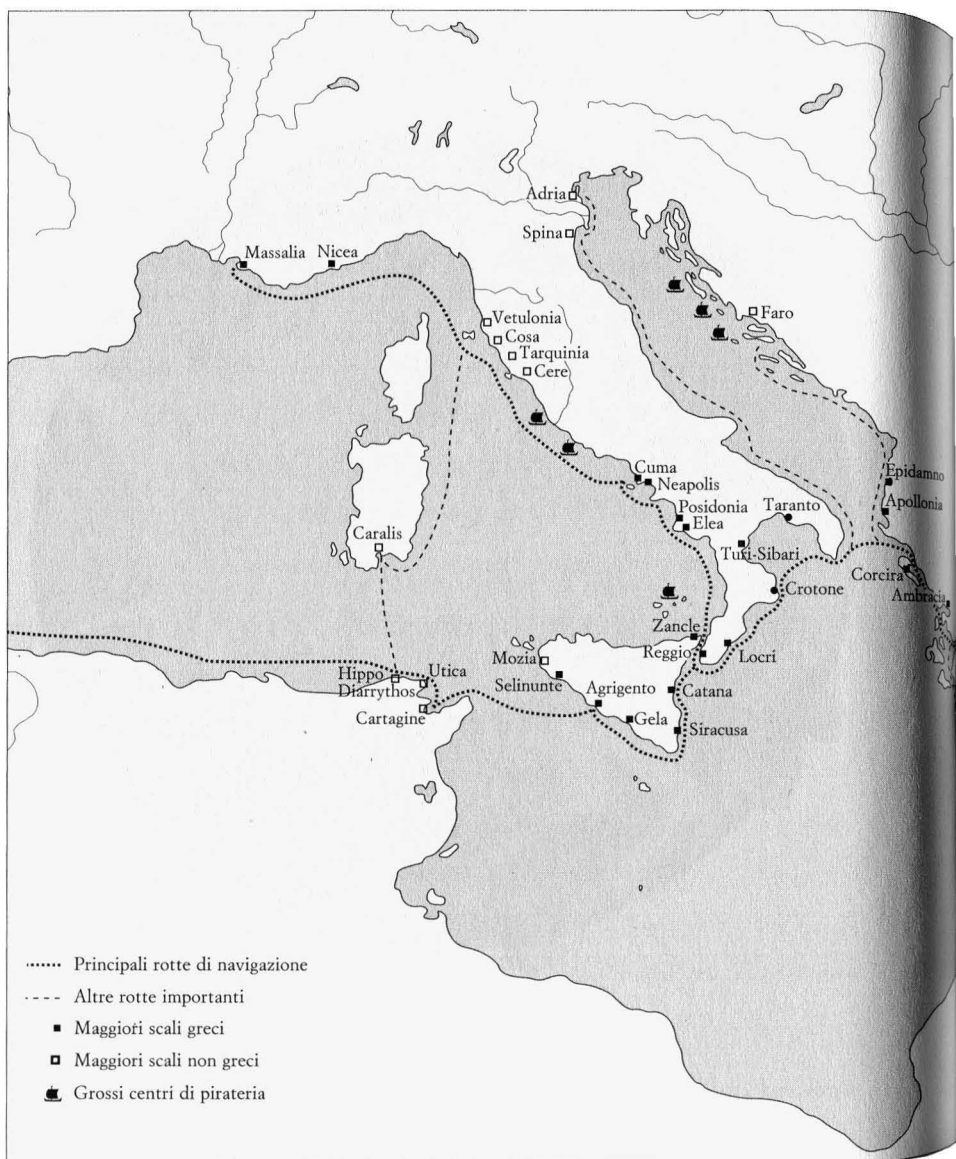 Adria
Spina
Massalia
Nicea
Faro
Vetulonia
Cosa
Tarquinia
Cere
Cuma
Neapolis
Epidamno
Posidonia
Taranto
Apollonia
Elea
Caralis
Turi-Sibari
Corcira
Crotone
Ambracia
Zancle
Mozia
Reggio
Locri
Hippo
Diarrythos
Utica
Selinunte
Agrigento
Catana
Cartagine
Gela
Siracusa
Principali rotte di navigazione
Altre rotte importanti
Maggiori scali greci
Maggiori scali non greci
Grossi centri di pirateria